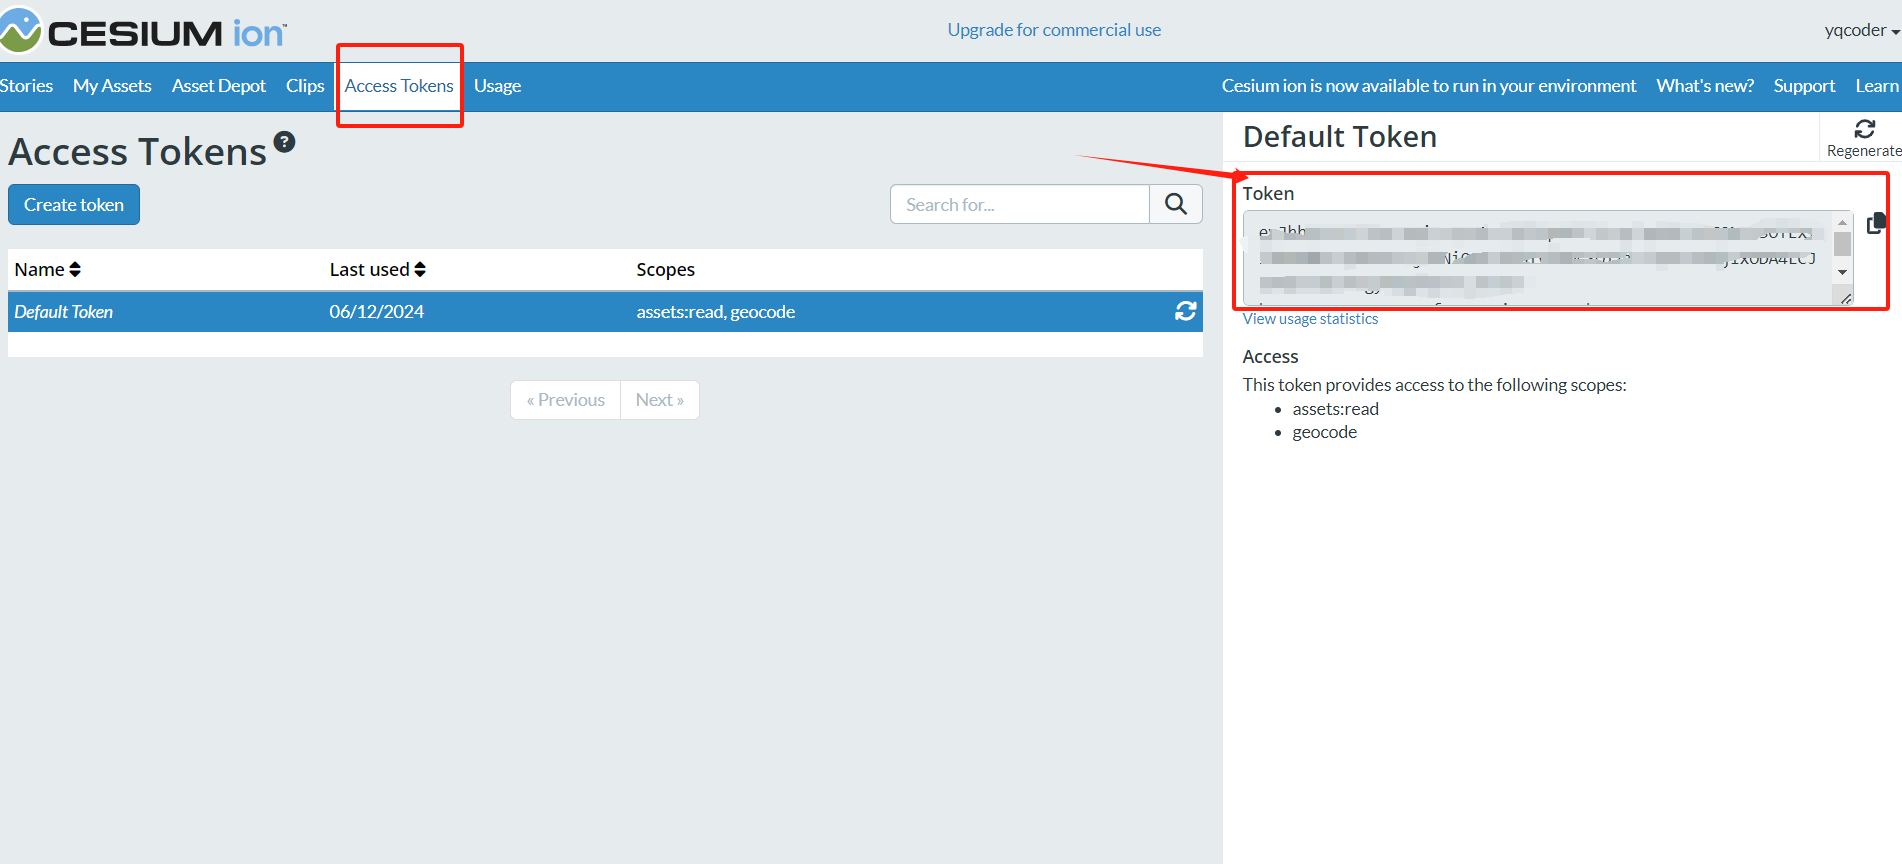 CESIUM ion™
Upgrade for commercial use
yqcoder
Stories My Assets Asset Depot Clips Access Tokens Usage
Cesium ion is now available to run in your environment What's new? Support Learn
Access Tokens ?
Create token
Search for...
Name Last used Scopes
Default Token 06/12/2024 assets:read, geocode
« Previous Next »
Default Token
Regenerate
Token
View usage statistics
Access
This token provides access to the following scopes:
• assets:read
• geocode